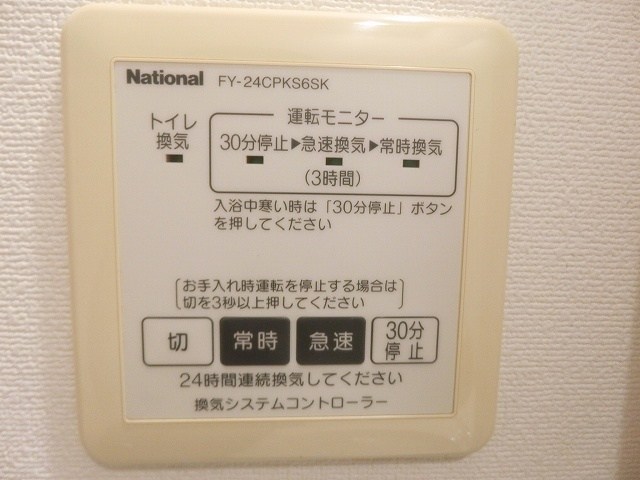 National FY-24CPKS6SK
運転モニター
トイレ
換気
30分停止▶急速換気▶常時換気
(3時間)
入浴中寒い時は「30分停止」ボタン
を押してください
お手入れ時運転を停止する場合は
切を3秒以上押してください
切 常時 急速 30分
停止
24時間連続換気してください
換気システムコントローラー